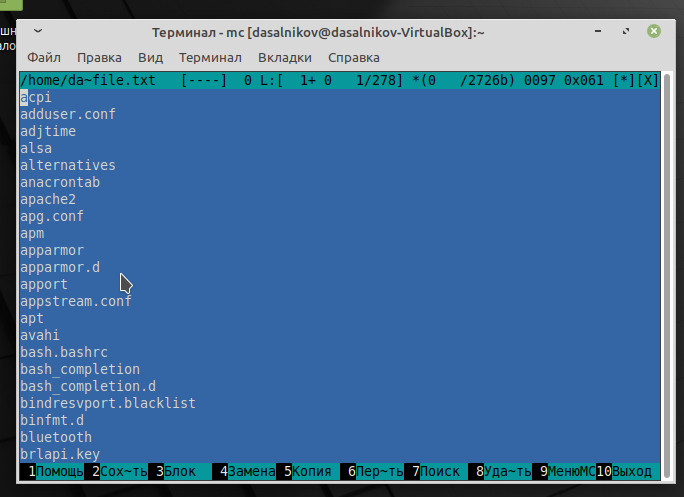 шн
ало
Терминал - mc [dasalnikov@dasalnikov-VirtualBox]:~
Файл Правка Вид Терминал Вкладки Справка
/home/da~file.txt [----] 0 L:[ 1+ 0 1/278] *(0 /2726b) 0097 0x061 [*][X]
acpi
adduser.conf
adjtime
alsa
alternatives
anacrontab
apache2
apg.conf
apm
apparmor
apparmor.d
apport
appstream.conf
apt
avahi
bash.bashrc
bash_completion
bash_completion.d
bindresvport.blacklist
binfmt.d
bluetooth
brlapi.key
1Помощь 2Сох~ть 3Блок 4Замена 5Копия 6Пер~ть 7Поиск 8Уда~ть 9МенюMC 10Выход